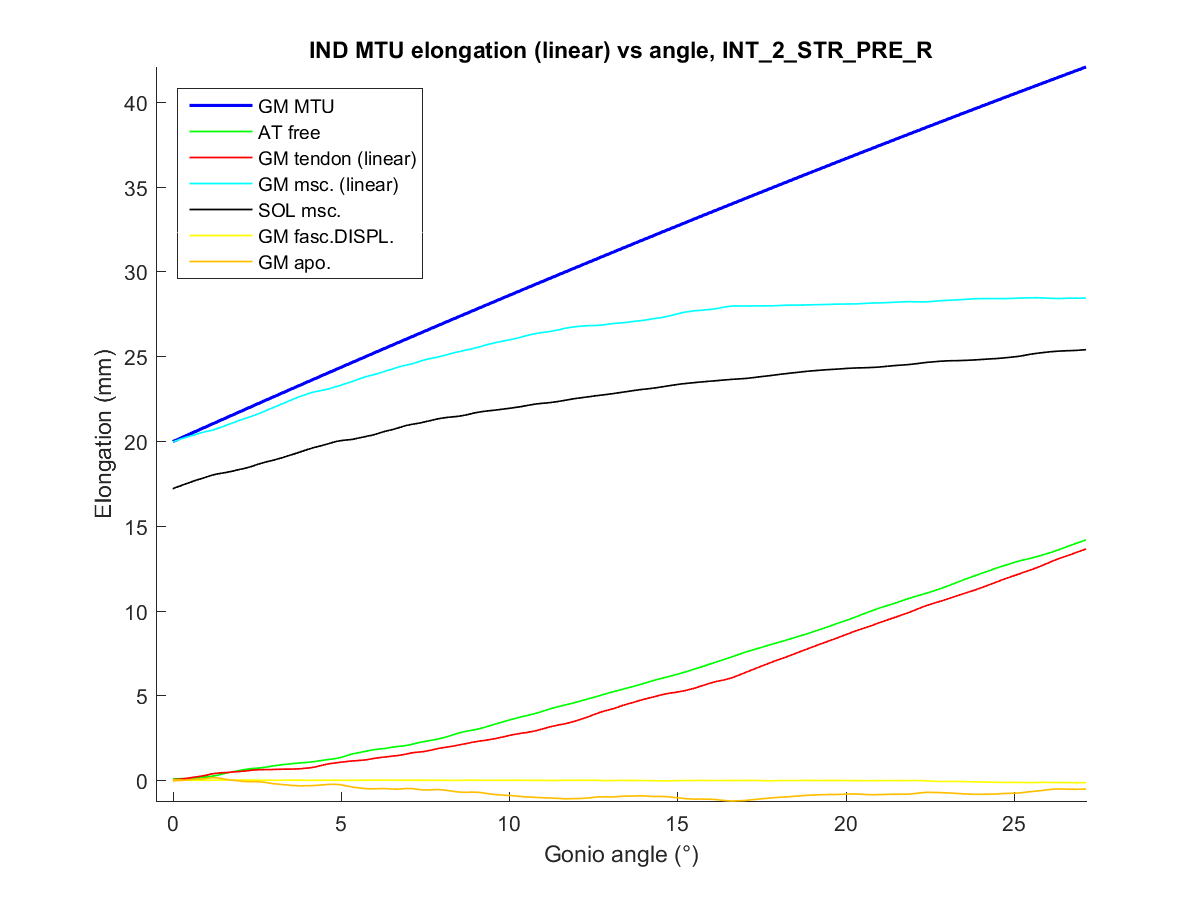 IND MTU elongation (linear) vs angle, INT_2_STR_PRE_R
GM MTU
AT free
GM tendon (linear)
GM msc. (linear)
SOL msc.
GM fasc.DISPL.
GM apo.
Elongation (mm)
40
35
30
25
20
15
10
5
0
0 5 10 15 20 25
Gonio angle (°)